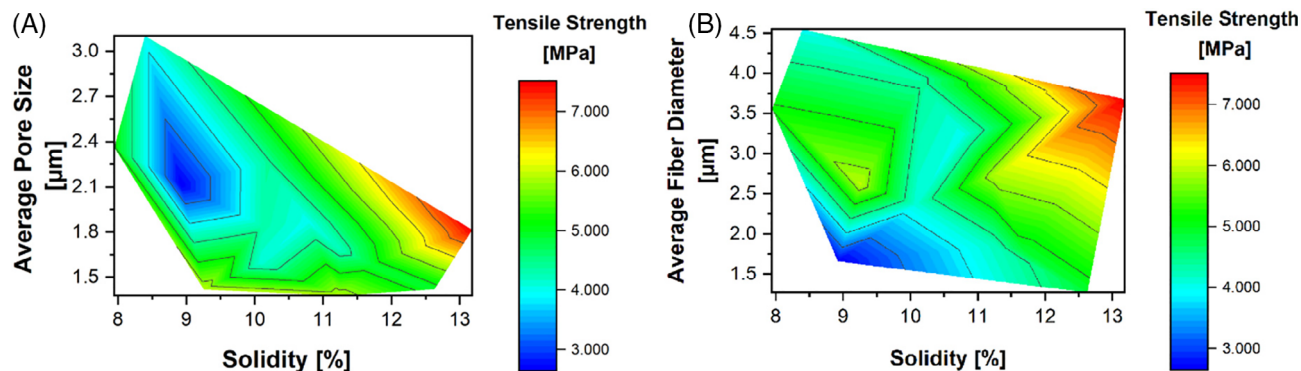 (A)
Tensile Strength
[MPa]
3.0
2.7
2.4
2.1
1.8
1.5
Average Pore Size
[µm]
8 9 10 11 12 13
Solidity [%]
7.000
6.000
5.000
4.000
3.000
(B)
Tensile Strength
[MPa]
4.5
4.0
3.5
3.0
2.5
2.0
1.5
Average Fiber Diameter
[µm]
8 9 10 11 12 13
Solidity [%]
7.000
6.000
5.000
4.000
3.000